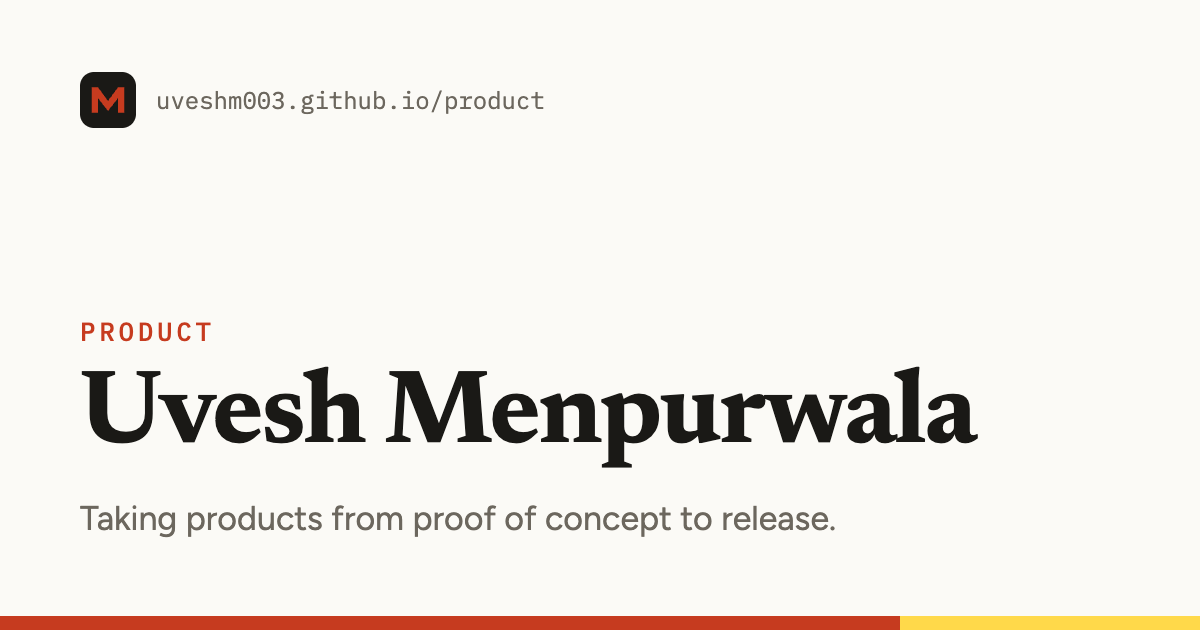 M
uveshm003.github.io/product
PRODUCT
Uvesh Menpurwala
Taking products from proof of concept to release.